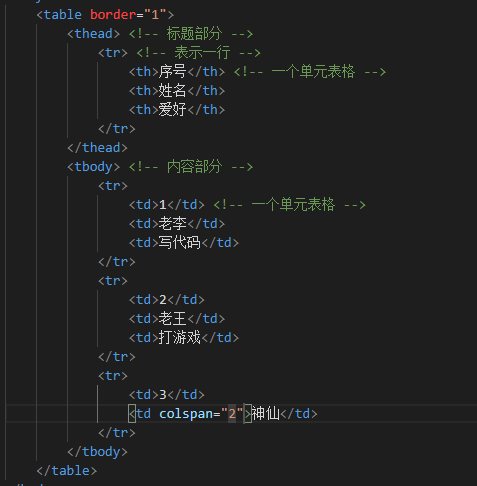 <table border="1">
<thead> <!-- 标题部分 -->
<tr> <!-- 表示一行 -->
<th>序号</th> <!-- 一个单元表格 -->
<th>姓名</th>
<th>爱好</th>
</tr>
</thead>
<tbody> <!-- 内容部分 -->
<tr>
<td>1</td> <!-- 一个单元表格 -->
<td>老李</td>
<td>写代码</td>
</tr>
<tr>
<td>2</td>
<td>老王</td>
<td>打游戏</td>
</tr>
<tr>
<td>3</td>
<td colspan="2">神仙</td>
</tr>
</tbody>
</table>